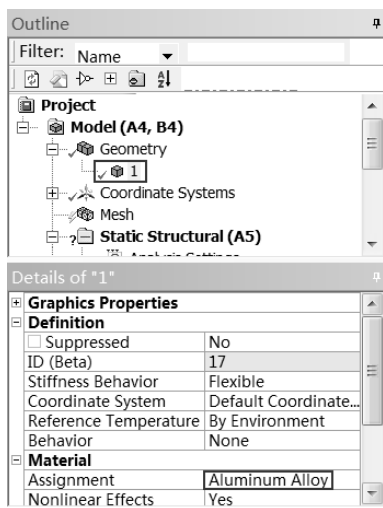 Outline
Filter: Name
Project
Model (A4, B4)
Geometry
1
Coordinate Systems
Mesh
Static Structural (A5)
Analysis Settings
Details of "1"
Graphics Properties
Definition
Suppressed No
ID (Beta) 17
Stiffness Behavior Flexible
Coordinate System Default Coordinate...
Reference Temperature By Environment
Behavior None
Material
Assignment Aluminum Alloy
Nonlinear Effects Yes